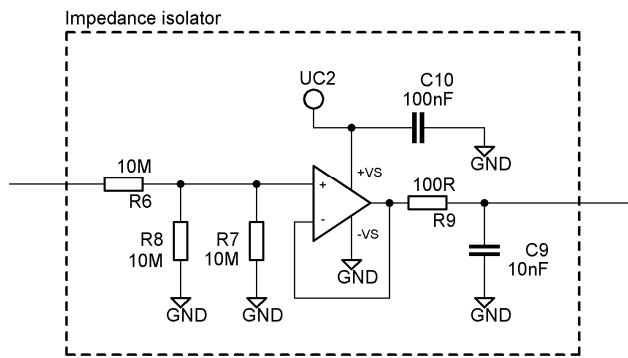 Impedance isolator
UC2
C10
100nF
GND
10M
R6
+
+VS
100R
R9
-
-VS
R8
10M
R7
10M
GND
C9
10nF
GND
GND
GND